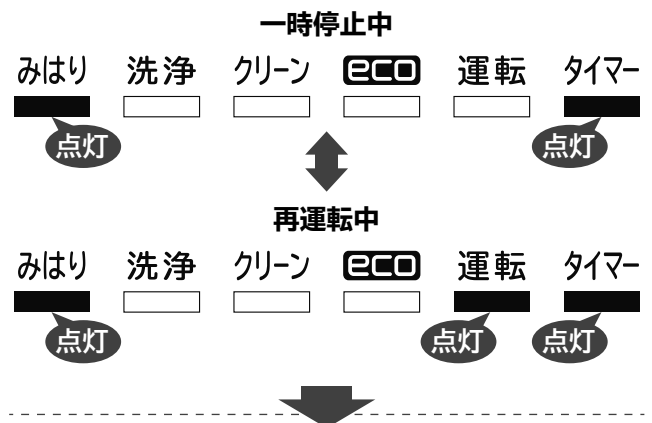 一時停止中
みはり 洗浄 クリーン eco 運転 タイマー
点灯 点灯
再運転中
みはり 洗浄 クリーン eco 運転 タイマー
点灯 点灯 点灯